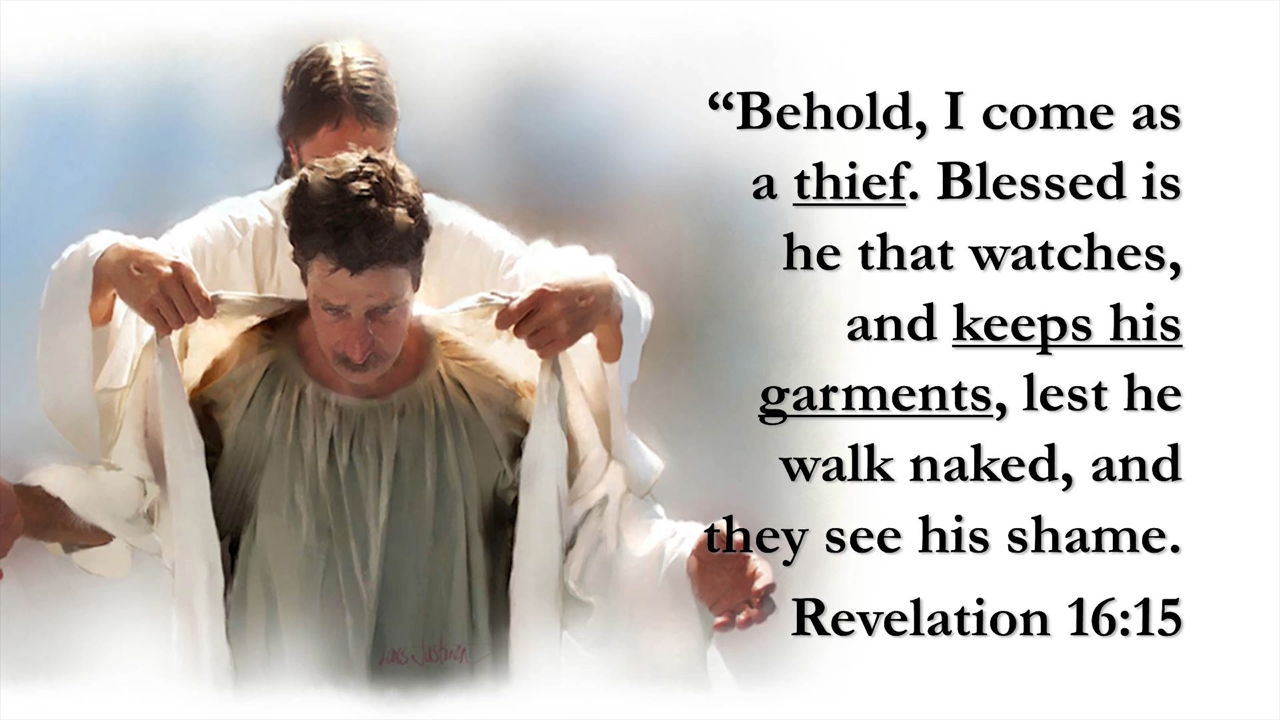 “Behold, I come as
a thief. Blessed is
he that watches,
and keeps his
garments, lest he
walk naked, and
they see his shame.
Revelation 16:15